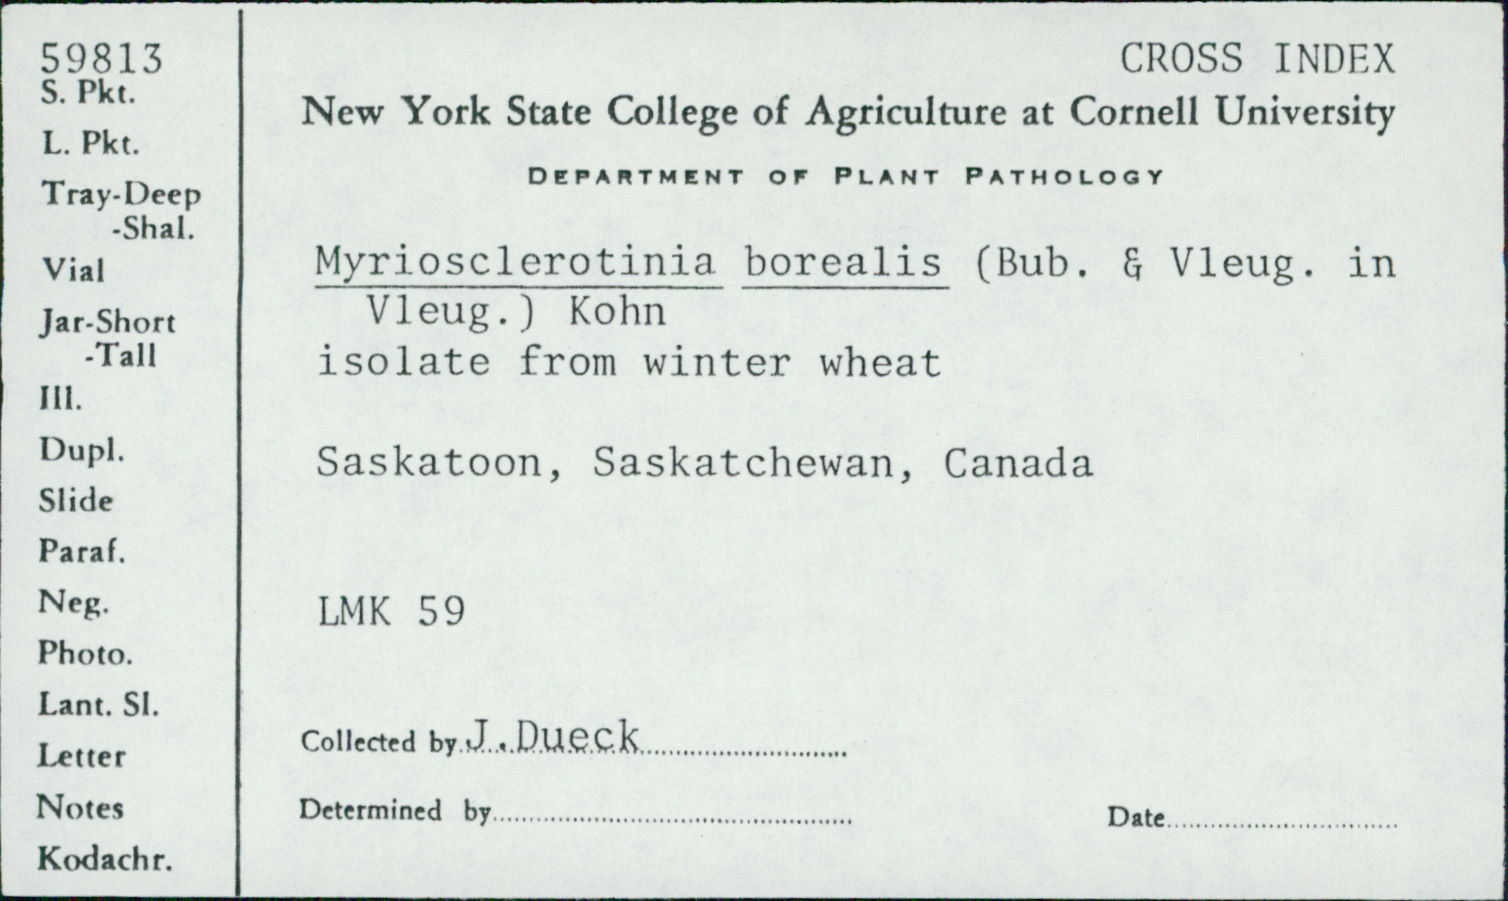 59813
S. Pkt.
L. Pkt.
Tray-Deep
-Shal.
Vial
Jar-Short
-Tall
Ill.
Dupl.
Slide
Paraf.
Neg.
Photo.
Lant. Sl.
Letter
Notes
Kodachr.
CROSS INDEX
New York State College of Agriculture at Cornell University
DEPARTMENT OF PLANT PATHOLOGY
Myriosclerotinia borealis (Bub. & Vleug. in
Vleug.) Kohn
isolate from winter wheat
Saskatoon, Saskatchewan, Canada
LMK 59
Collected by J. Dueck
Determined by
Date